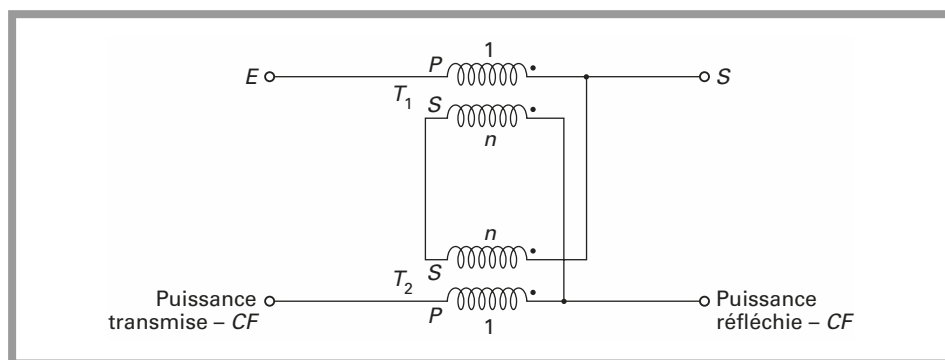 1
E
P
S
T1
S
n
n
T2
S
Puissance
transmise – CF
P
1
Puissance
réfléchie – CF